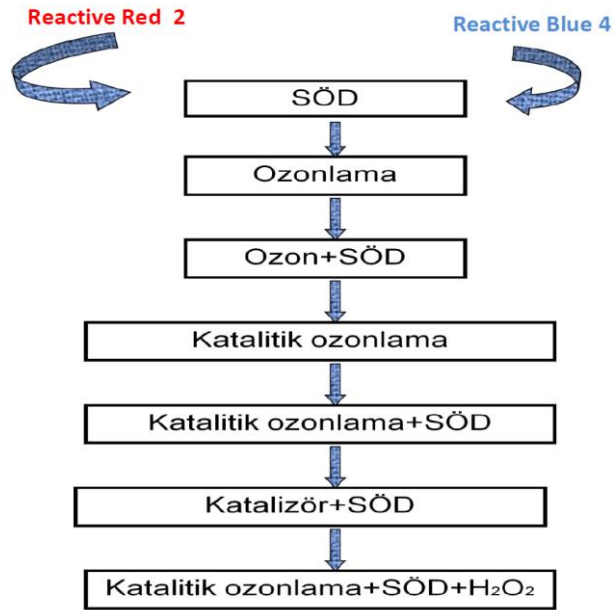 Reactive Red 2
Reactive Blue 4
SÖD
Ozonlama
Ozon+SÖD
Katalitik ozonlama
Katalitik ozonlama+SÖD
Katalizör+SÖD
Katalitik ozonlama+SÖD+H₂O₂